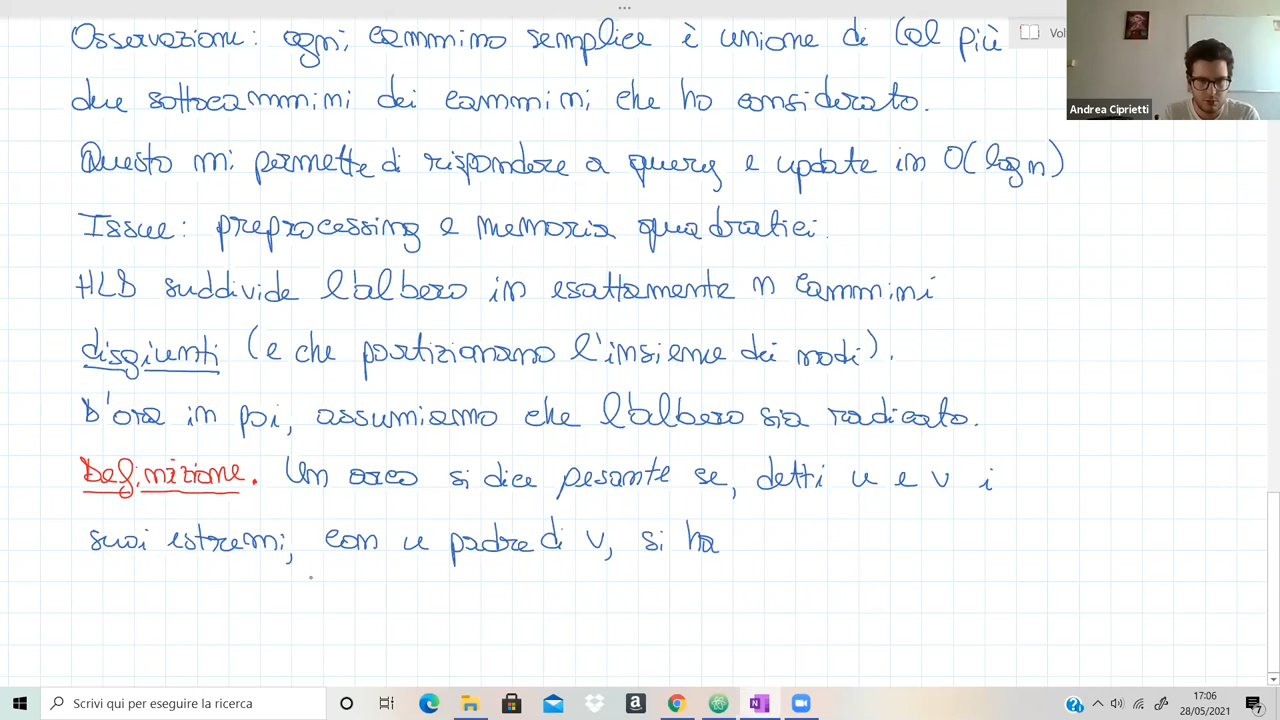 Osservazione: ogni cammino semplice è unione di (al più
due sottocammini dei cammini che ho considerato.
Questo mi permette di rispondere a query e update in O(log n)
Issue: preprocessing e memoria quadratici.
HLD suddivide l'albero in esattamente n cammini
disgiunti (e che partizionano l'insieme dei nodi).
D'ora in poi, assumiamo che l'albero sia radicato.
Definizione. Un arco si dice pesante se, detti u e v i
suoi estremi, con u padre di v, si ha
Vol
Andrea Ciprietti
Scrivi qui per eseguire la ricerca
17:06
28/05/2021
7